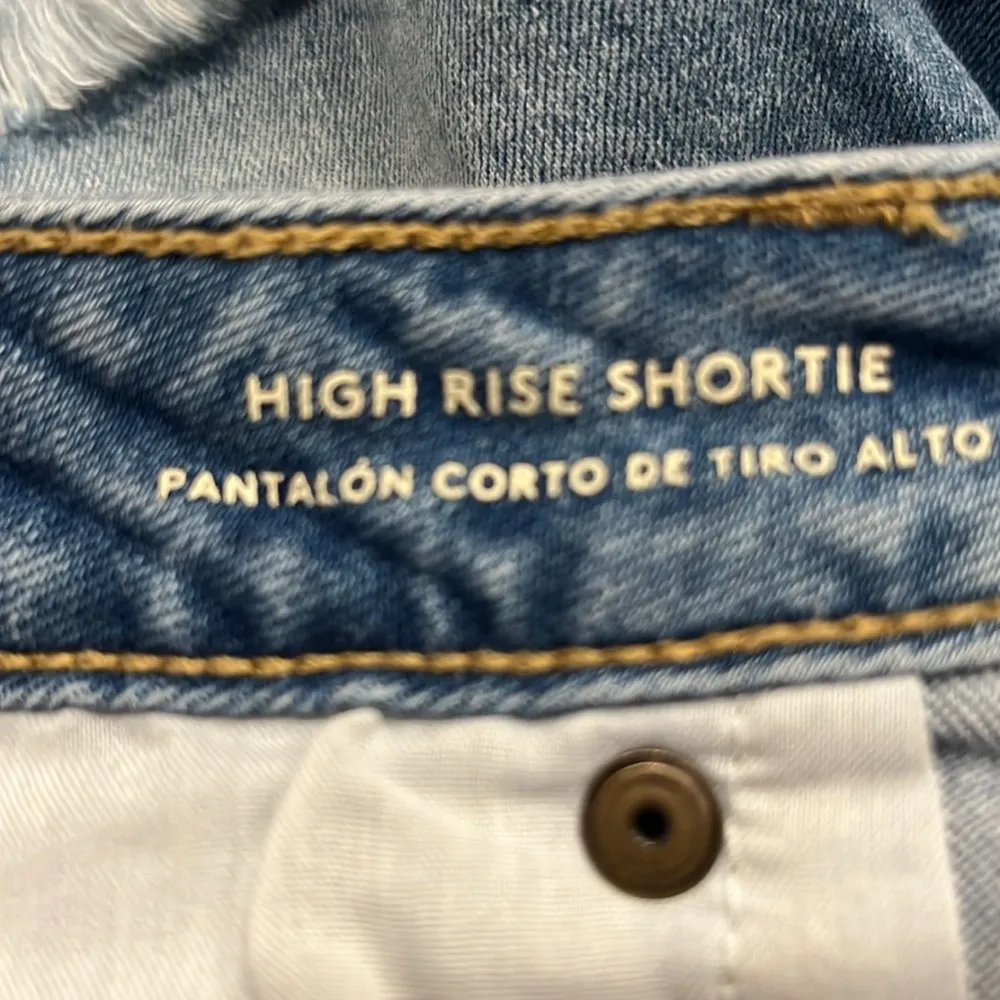 HIGH RISE SHORTIE
PANTALÓN CORTO DE TIRO ALTO